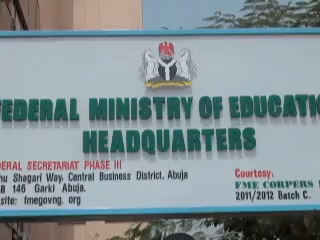 FEDERAL MINISTRY OF EDUCATIO
HEADQUARTERS
DERAL SECRETARIAT PHASE III
hu Shagari Way, Central Business District, Abuja
B 146 Garki Abuja.
site: fmegovng. org
Courtesy:
FME CORPERS
2011/2012 Batch C.